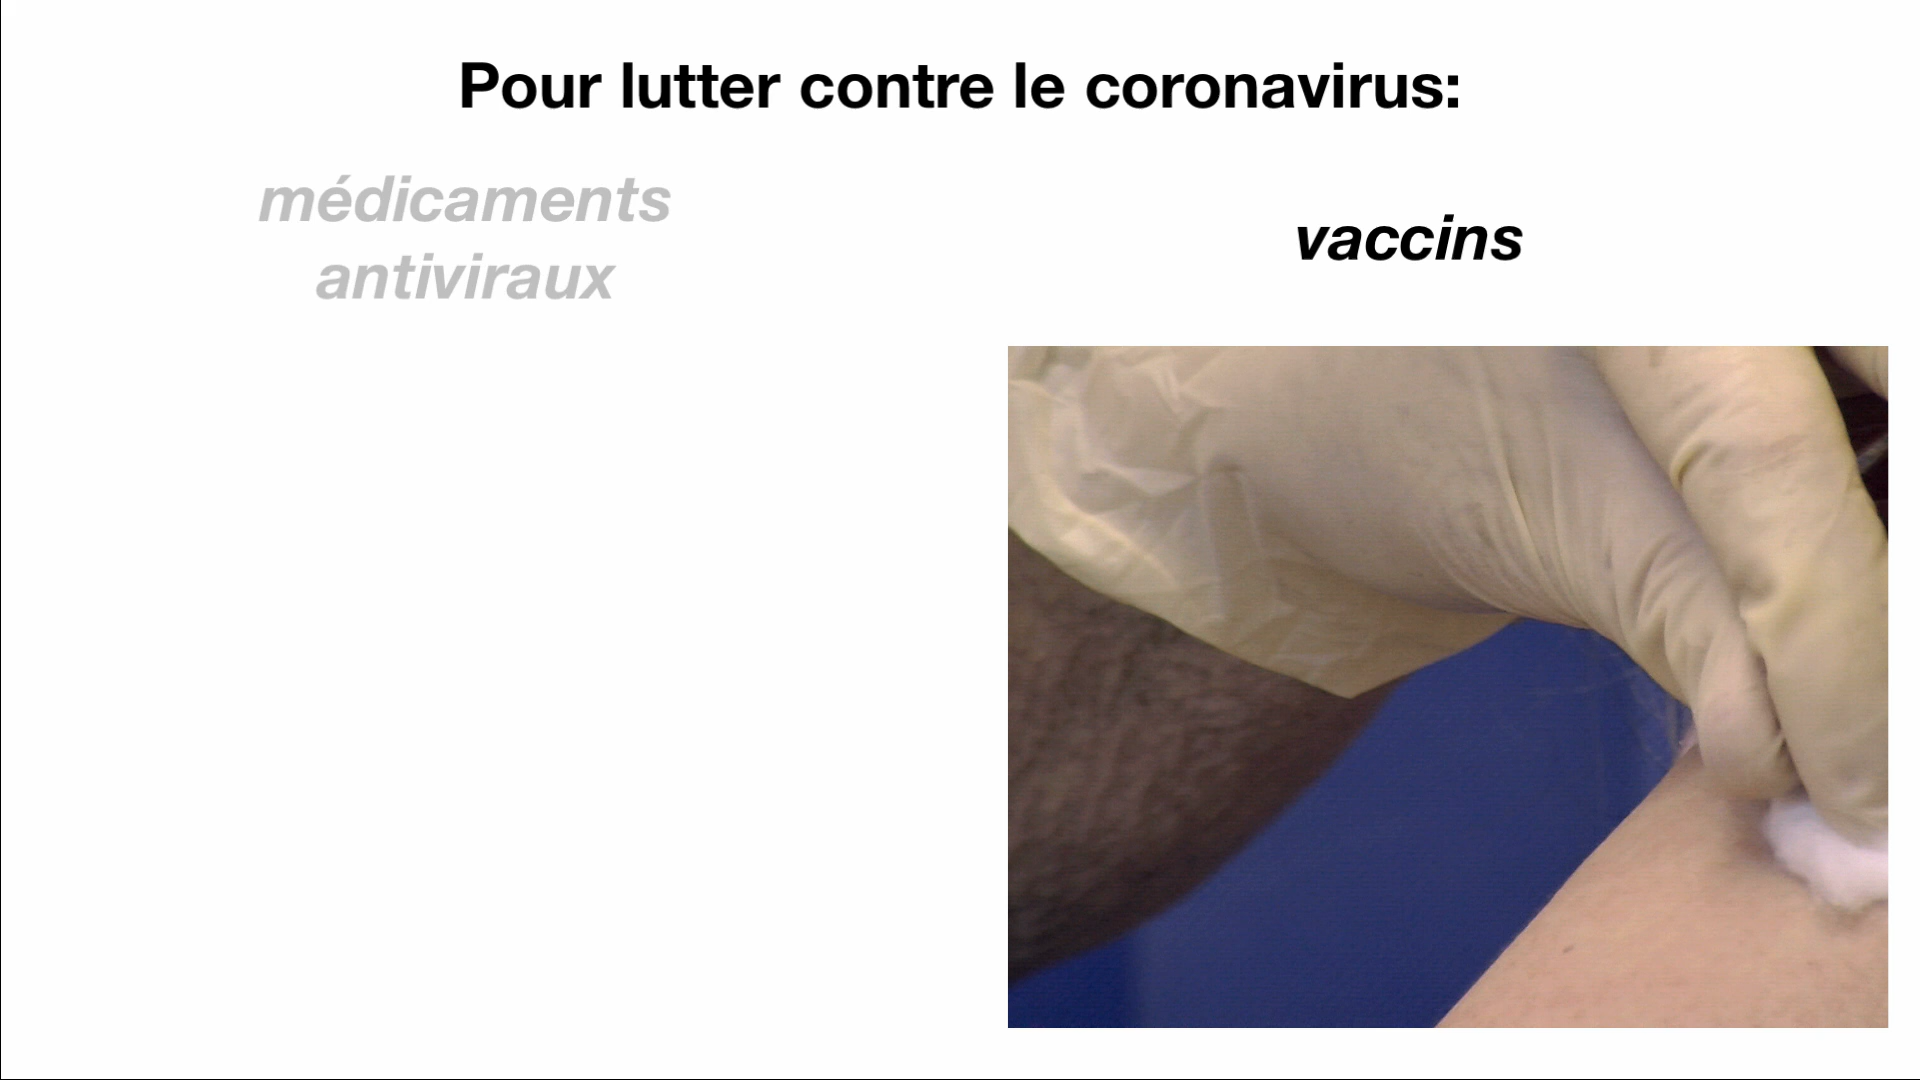 Pour lutter contre le coronavirus:
médicaments
antiviraux
vaccins